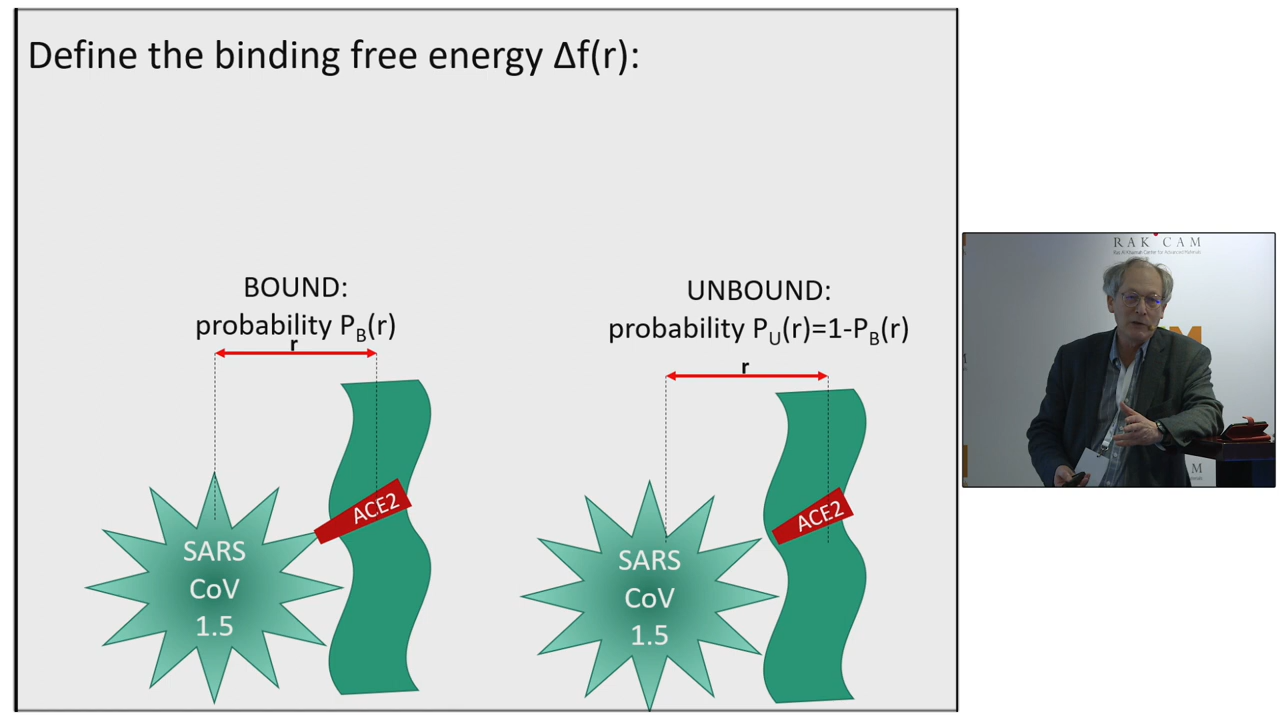 Define the binding free energy Δf(r):
BOUND:
probability P_B(r)
r
ACE2
SARS
CoV
1.5
UNBOUND:
probability P_U(r)=1-P_B(r)
r
ACE2
SARS
CoV
1.5
RAK CAM
M
M